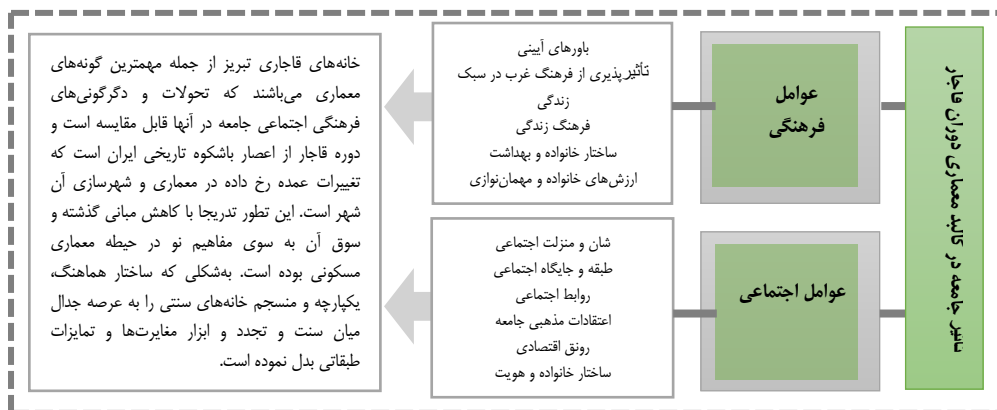 تاثیر جامعه در کالبد معماری دوران قاجار
عوامل
فرهنگی
باورهای آیینی
تأثیرپذیری از فرهنگ غرب در سبک
زندگی
فرهنگ زندگی
ساختار خانواده و بهداشت
ارزش‌های خانواده و مهمان‌نوازی
عوامل اجتماعی
شان و منزلت اجتماعی
طبقه و جایگاه اجتماعی
روابط اجتماعی
اعتقادات مذهبی جامعه
رونق اقتصادی
ساختار خانواده و هویت
خانه‌های قاجاری تبریز از جمله مهمترین گونه‌های
معماری می‌باشند که تحولات و دگرگونی‌های
فرهنگی اجتماعی جامعه در آنها قابل مقایسه است و
دوره قاجار از اعصار باشکوه تاریخی ایران است که
تغییرات عمده رخ داده در معماری و شهرسازی آن
شهر است. این تطور تدریجا با کاهش مبانی گذشته و
سوق آن به سوی مفاهیم نو در حیطه معماری
مسکونی بوده است. به‌شکلی که ساختار هماهنگ،
یکپارچه و منسجم خانه‌های سنتی را به عرصه جدال
میان سنت و تجدد و ابزار مغایرت‌ها و تمایزات
طبقاتی بدل نموده است.